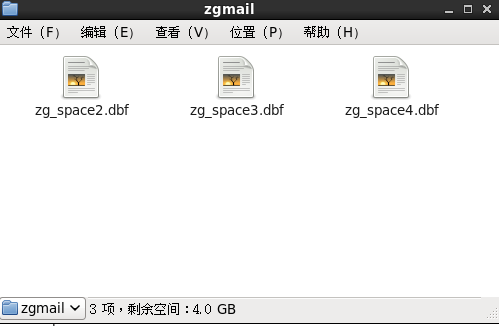 zgmail
文件（F） 编辑（E） 查看（V） 位置（P） 帮助（H）
zg_space2.dbf zg_space3.dbf zg_space4.dbf
zgmail 3 项，剩余空间：4.0 GB